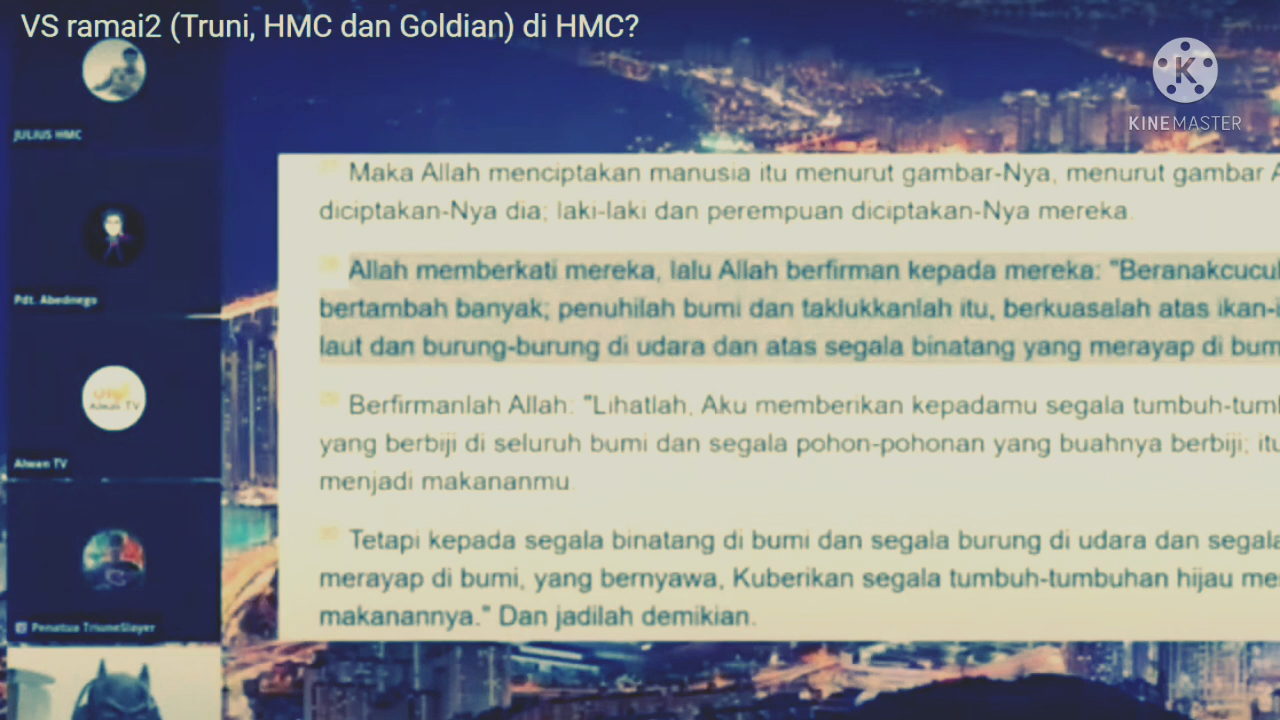 VS ramai2 (Truni, HMC dan Goldian) di HMC?
KINEMASTER
JULIUS HMC
Pdt. Abednego
Ahwan TV
Penatua TriuneSlayer
Maka Allah menciptakan manusia itu menurut gambar-Nya, menurut gambar A
diciptakan-Nya dia; laki-laki dan perempuan diciptakan-Nya mereka.
Allah memberkati mereka, lalu Allah berfirman kepada mereka: "Beranakcucul
bertambah banyak; penuhilah bumi dan taklukkanlah itu, berkuasalah atas ikan-i
laut dan burung-burung di udara dan atas segala binatang yang merayap di bum
Berfirmanlah Allah: "Lihatlah, Aku memberikan kepadamu segala tumbuh-tumb
yang berbiji di seluruh bumi dan segala pohon-pohonan yang buahnya berbiji; itu
menjadi makananmu.
Tetapi kepada segala binatang di bumi dan segala burung di udara dan segala
merayap di bumi, yang bernyawa, Kuberikan segala tumbuh-tumbuhan hijau me
makanannya." Dan jadilah demikian.